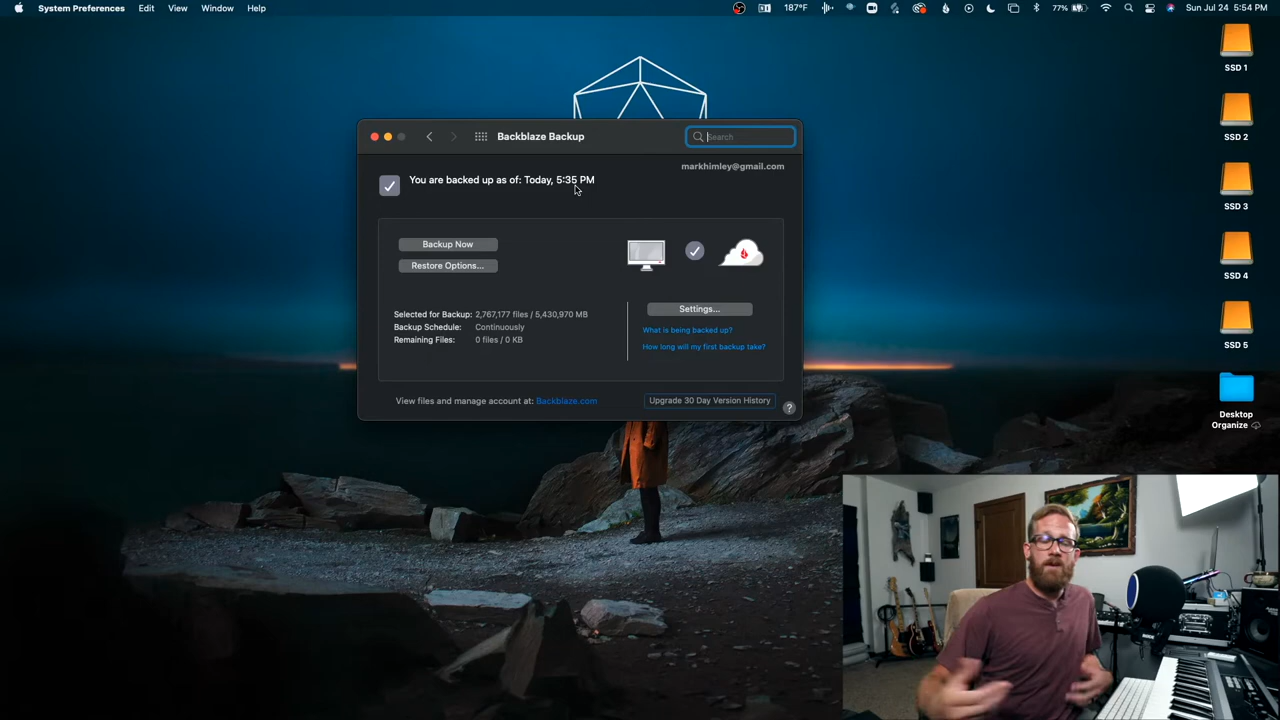 System Preferences Edit View Window Help
187°F
77%
Sun Jul 24 5:54 PM
SSD 1
SSD 2
SSD 3
SSD 4
SSD 5
Desktop
Organize
Backblaze Backup
Search
markhimley@gmail.com
You are backed up as of: Today, 5:35 PM
Backup Now
Restore Options...
Selected for Backup: 2,767,177 files / 5,430,970 MB
Backup Schedule: Continuously
Remaining Files: 0 files / 0 KB
Settings...
What is being backed up?
How long will my first backup take?
View files and manage account at: Backblaze.com
Upgrade 30 Day Version History
?